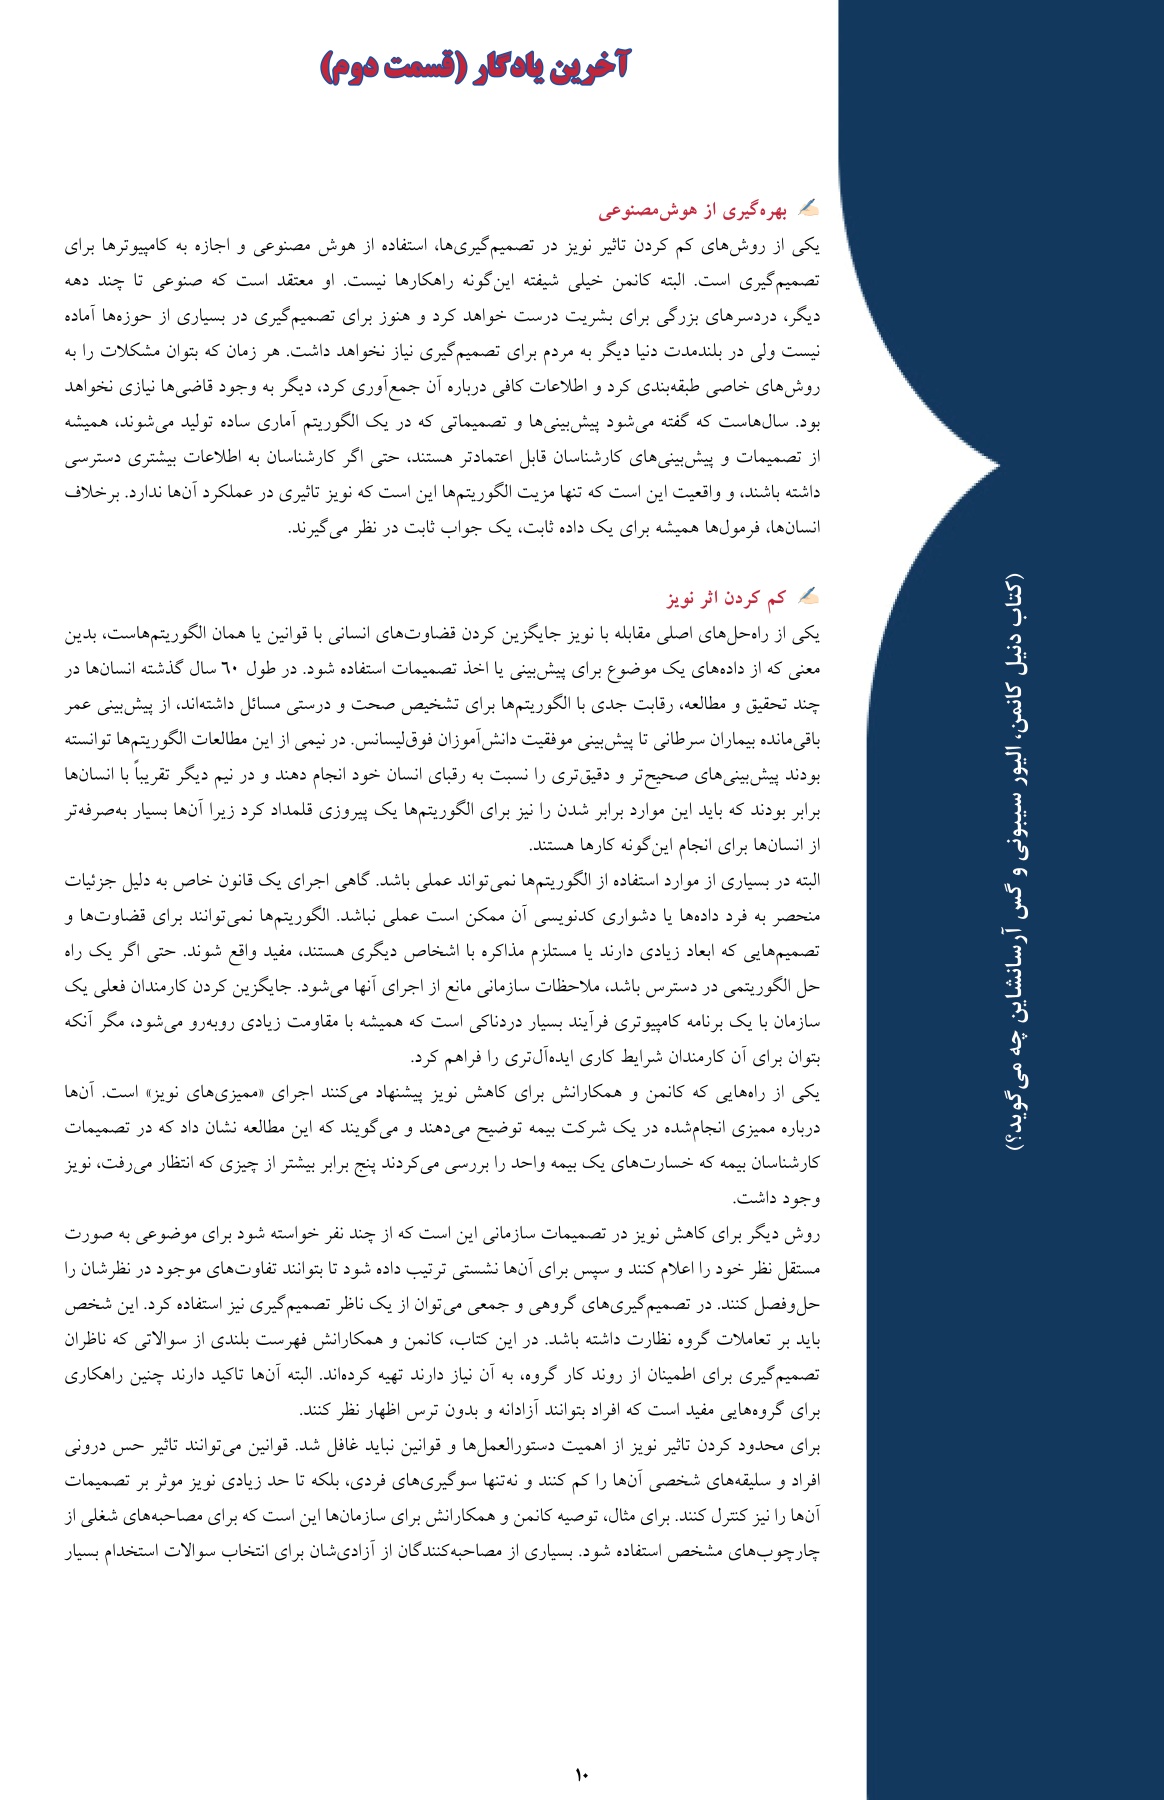 آخرین یادگار (قسمت دوم)
بهره‌گیری از هوش‌مصنوعی
یکی از روش‌های کم کردن تاثیر نویز در تصمیم‌گیری‌ها، استفاده از هوش مصنوعی و اجازه به کامپیوترها برای
تصمیم‌گیری است. البته کانمن خیلی شیفته این‌گونه راهکارها نیست. او معتقد است که صنوعی تا چند دهه
دیگر، دردسرهای بزرگی برای بشریت درست خواهد کرد و هنوز برای تصمیم‌گیری در بسیاری از حوزه‌ها آماده
نیست ولی در بلندمدت دنیا دیگر به مردم برای تصمیم‌گیری نیاز نخواهد داشت. هر زمان که بتوان مشکلات را به
روش‌های خاصی طبقه‌بندی کرد و اطلاعات کافی درباره آن جمع‌آوری کرد، دیگر به وجود قاضی‌ها نیازی نخواهد
بود. سال‌هاست که گفته می‌شود پیش‌بینی‌ها و تصمیماتی که در یک الگوریتم آماری ساده تولید می‌شوند، همیشه
از تصمیمات و پیش‌بینی‌های کارشناسان قابل اعتمادتر هستند، حتی اگر کارشناسان به اطلاعات بیشتری دسترسی
داشته باشند، و واقعیت این است که تنها مزیت الگوریتم‌ها این است که نویز تاثیری در عملکرد آن‌ها ندارد. برخلاف
انسان‌ها، فرمول‌ها همیشه برای یک داده ثابت، یک جواب ثابت در نظر می‌گیرند.
کم کردن اثر نویز
یکی از راه‌حل‌های اصلی مقابله با نویز جایگزین کردن قضاوت‌های انسانی با قوانین یا همان الگوریتم‌هاست، بدین
معنی که از داده‌های یک موضوع برای پیش‌بینی یا اخذ تصمیمات استفاده شود. در طول ۶۰ سال گذشته انسان‌ها در
چند تحقیق و مطالعه، رقابت جدی با الگوریتم‌ها برای تشخیص صحت و درستی مسائل داشته‌اند، از پیش‌بینی عمر
باقی‌مانده بیماران سرطانی تا پیش‌بینی موفقیت دانش‌آموزان فوق‌لیسانس. در نیمی از این مطالعات الگوریتم‌ها توانسته
بودند پیش‌بینی‌های صحیح‌تر و دقیق‌تری را نسبت به رقبای انسان خود انجام دهند و در نیم دیگر تقریباً با انسان‌ها
برابر بودند که باید این موارد برابر شدن را نیز برای الگوریتم‌ها یک پیروزی قلمداد کرد زیرا آن‌ها بسیار به‌صرفه‌تر
از انسان‌ها برای انجام این‌گونه کارها هستند.
البته در بسیاری از موارد استفاده از الگوریتم‌ها نمی‌تواند عملی باشد. گاهی اجرای یک قانون خاص به دلیل جزئیات
منحصر به فرد داده‌ها یا دشواری کدنویسی آن ممکن است عملی نباشد. الگوریتم‌ها نمی‌توانند برای قضاوت‌ها و
تصمیم‌هایی که ابعاد زیادی دارند یا مستلزم مذاکره با اشخاص دیگری هستند، مفید واقع شوند. حتی اگر یک راه
حل الگوریتمی در دسترس باشد، ملاحظات سازمانی مانع از اجرای آنها می‌شود. جایگزین کردن کارمندان فعلی یک
سازمان با یک برنامه کامپیوتری فرآیند بسیار دردناکی است که همیشه با مقاومت زیادی روبه‌رو می‌شود، مگر آنکه
بتوان برای آن کارمندان شرایط کاری ایده‌آل‌تری را فراهم کرد.
یکی از راه‌هایی که کانمن و همکارانش برای کاهش نویز پیشنهاد می‌کنند اجرای «ممیزی‌های نویز» است. آن‌ها
درباره ممیزی انجام‌شده در یک شرکت بیمه توضیح می‌دهند و می‌گویند که این مطالعه نشان داد که در تصمیمات
کارشناسان بیمه که خسارت‌های یک بیمه واحد را بررسی می‌کردند پنج برابر بیشتر از چیزی که انتظار می‌رفت، نویز
وجود داشت.
روش دیگر برای کاهش نویز در تصمیمات سازمانی این است که از چند نفر خواسته شود برای موضوعی به صورت
مستقل نظر خود را اعلام کنند و سپس برای آن‌ها نشستی ترتیب داده شود تا بتوانند تفاوت‌های موجود در نظرشان را
حل‌وفصل کنند. در تصمیم‌گیری‌های گروهی و جمعی می‌توان از یک ناظر تصمیم‌گیری نیز استفاده کرد. این شخص
باید بر تعاملات گروه نظارت داشته باشد. در این کتاب، کانمن و همکارانش فهرست بلندی از سوالاتی که ناظران
تصمیم‌گیری برای اطمینان از روند کار گروه، به آن نیاز دارند تهیه کرده‌اند. البته آن‌ها تاکید دارند چنین راهکاری
برای گروه‌هایی مفید است که افراد بتوانند آزادانه و بدون ترس اظهار نظر کنند.
برای محدود کردن تاثیر نویز از اهمیت دستورالعمل‌ها و قوانین نباید غافل شد. قوانین می‌توانند تاثیر حس درونی
افراد و سلیقه‌های شخصی آن‌ها را کم کنند و نه‌تنها سوگیری‌های فردی، بلکه تا حد زیادی نویز موثر بر تصمیمات
آن‌ها را نیز کنترل کنند. برای مثال، توصیه کانمن و همکارانش برای سازمان‌ها این است که برای مصاحبه‌های شغلی از
چارچوب‌های مشخص استفاده شود. بسیاری از مصاحبه‌کنندگان از آزادی‌شان برای انتخاب سوالات استخدام بسیار
(کتاب دنیل کانمن، الیور سیبونی و گس آرسانشاین چه می‌گوید؟)
۱۰